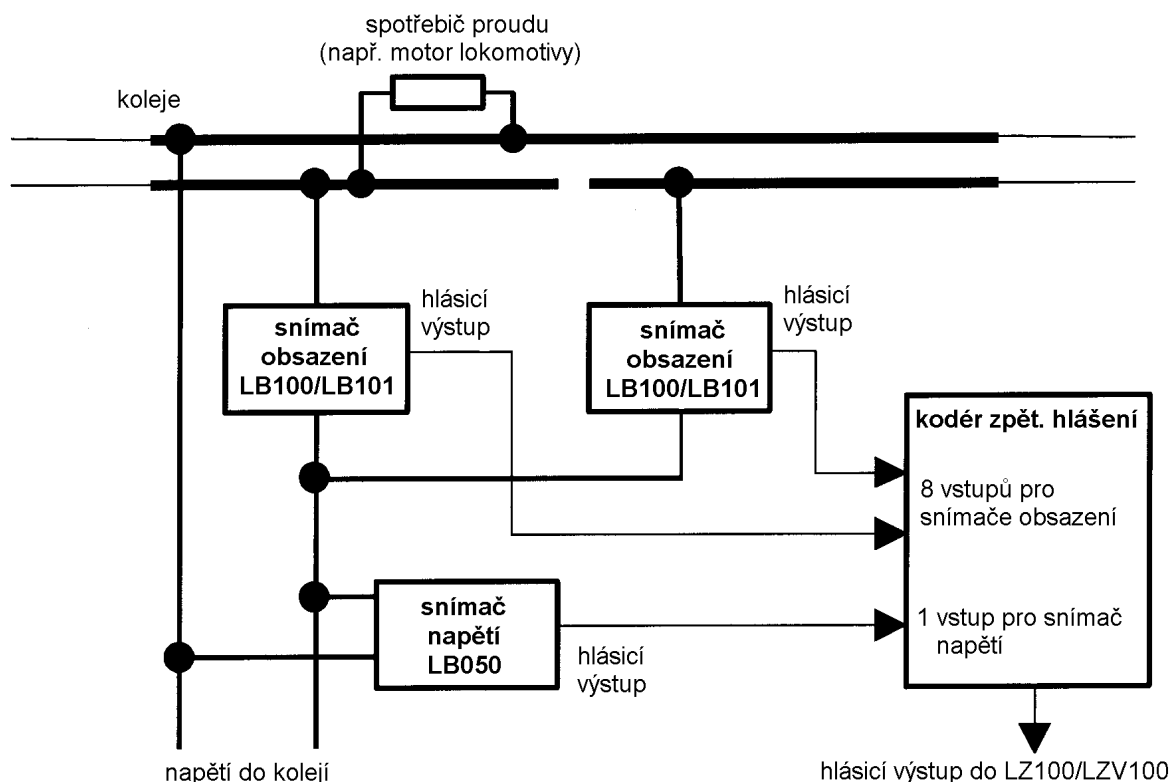 spotřebič proudu
(např. motor lokomotivy)
koleje
hlásicí
výstup
snímač
obsazení
LB100/LB101
hlásicí
výstup
snímač
obsazení
LB100/LB101
kodér zpět. hlášení
8 vstupů pro
snímače obsazení
1 vstup pro snímač
napětí
snímač
napětí
LB050
hlásicí
výstup
napětí do kolejí
hlásicí výstup do LZ100/LZV100